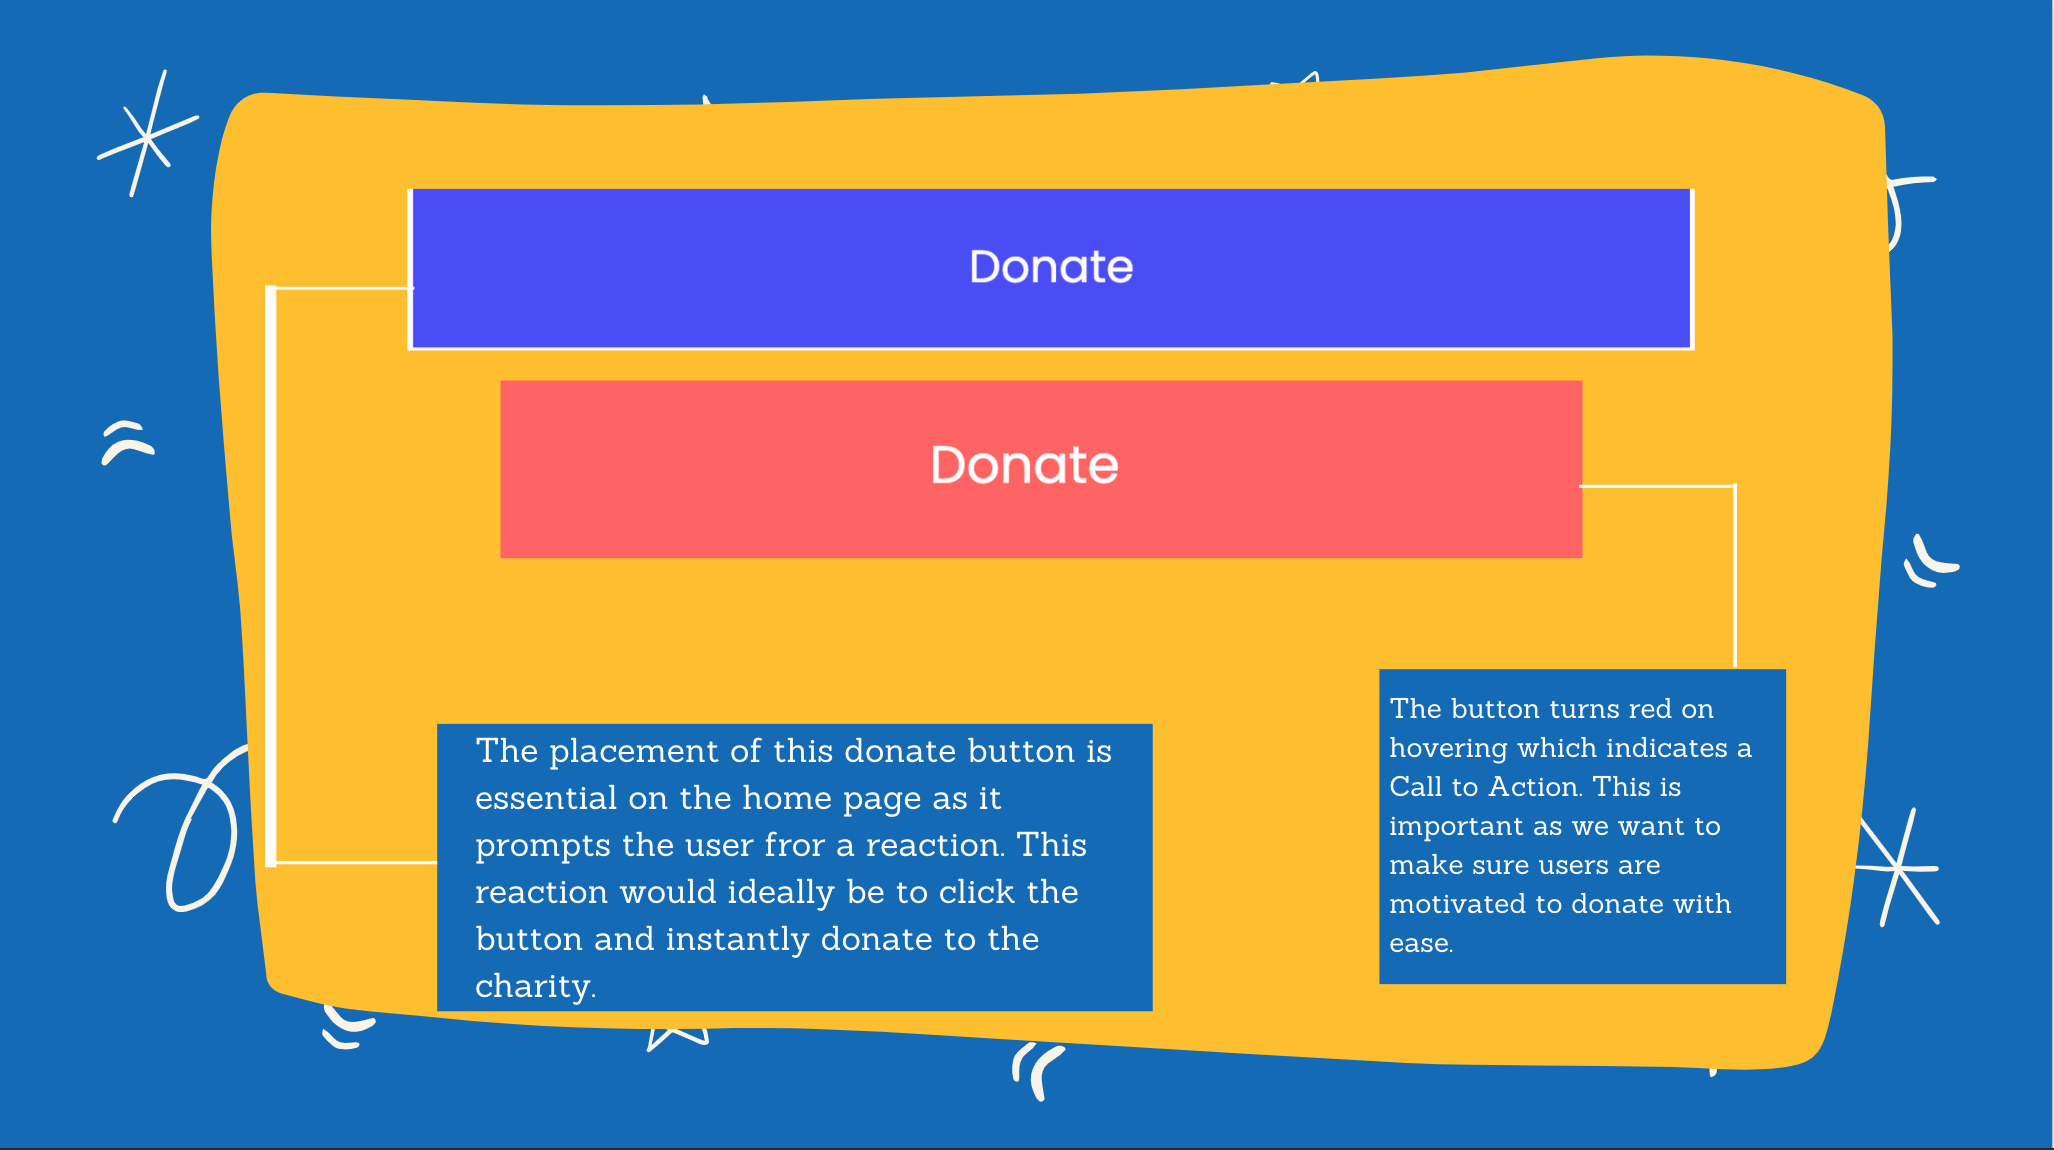 Donate
Donate
The placement of this donate button is
essential on the home page as it
prompts the user fror a reaction. This
reaction would ideally be to click the
button and instantly donate to the
charity.
The button turns red on
hovering which indicates a
Call to Action. This is
important as we want to
make sure users are
motivated to donate with
ease.